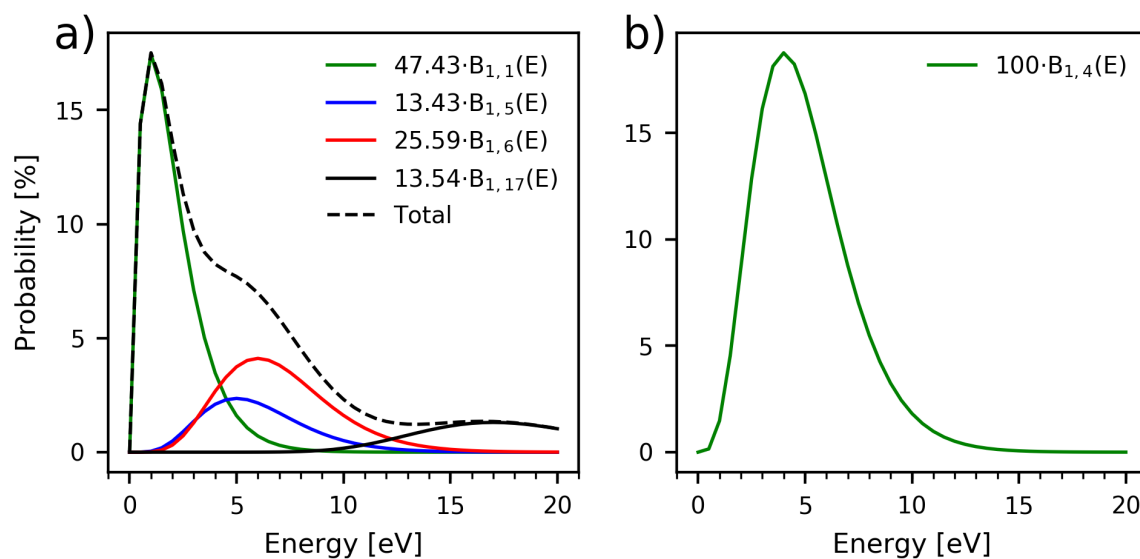 a)
47.43·B1,1(E)
13.43·B1,5(E)
25.59·B1,6(E)
13.54·B1,17(E)
Total
Probability [%]
15
10
5
0
0 5 10 15 20
Energy [eV]
b)
100·B1,4(E)
15
10
5
0
0 5 10 15 20
Energy [eV]